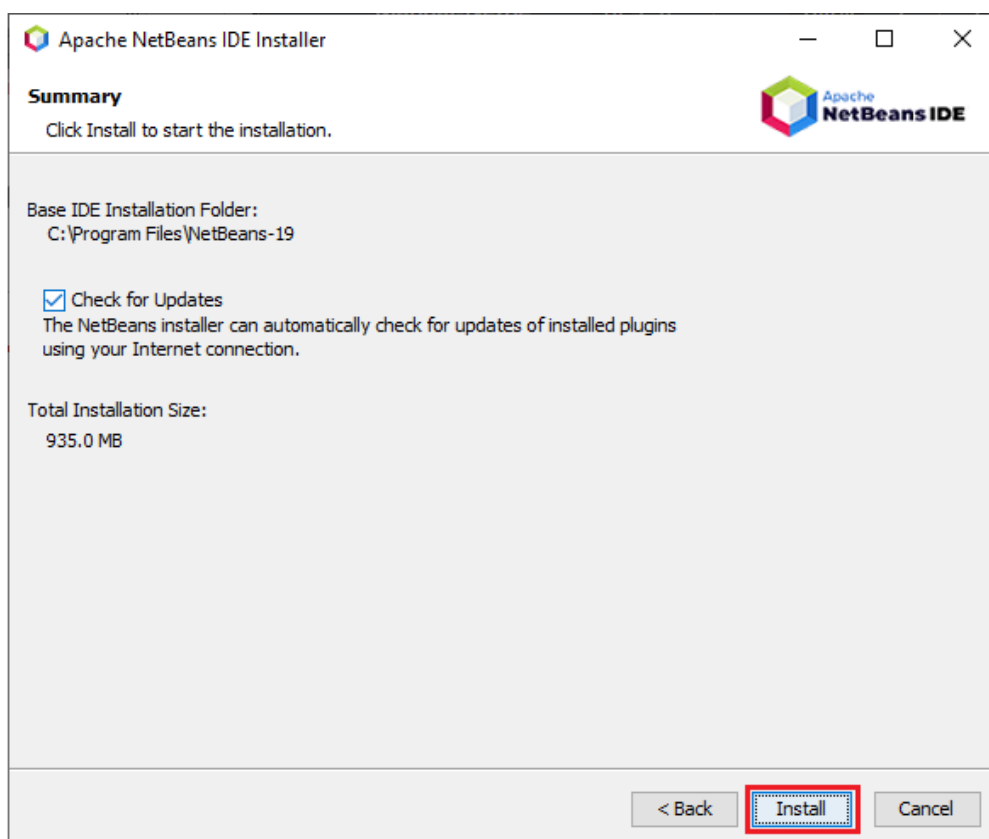 Apache NetBeans IDE Installer
Summary
Click Install to start the installation.
Apache
NetBeans IDE
Base IDE Installation Folder:
C:\Program Files\NetBeans-19
Check for Updates
The NetBeans installer can automatically check for updates of installed plugins
using your Internet connection.
Total Installation Size:
935.0 MB
< Back
Install
Cancel